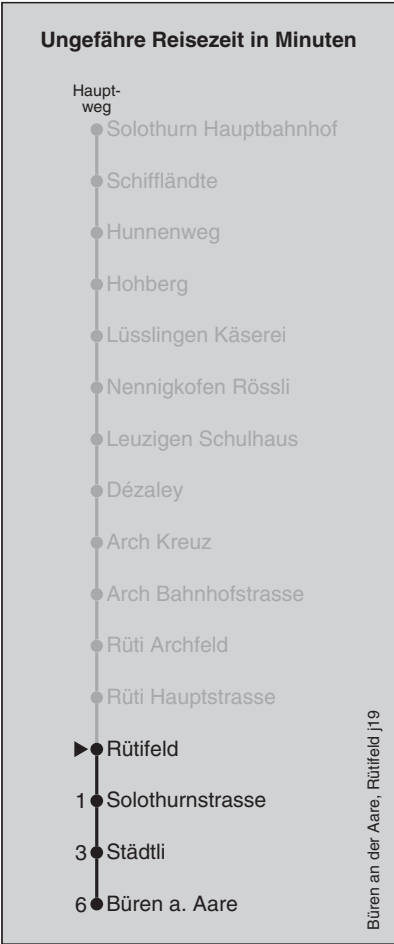 Ungefähre Reisezeit in Minuten
Haupt-
weg
Solothurn Hauptbahnhof
Schiffländte
Hunnenweg
Hohberg
Lüsslingen Käserei
Nennigkofen Rössli
Leuzigen Schulhaus
Dézaley
Arch Kreuz
Arch Bahnhofstrasse
Rüti Archfeld
Rüti Hauptstrasse
Rütifeld
1 Solothurnstrasse
3 Städtli
6 Büren a. Aare
Büren an der Aare, Rütifeld j19